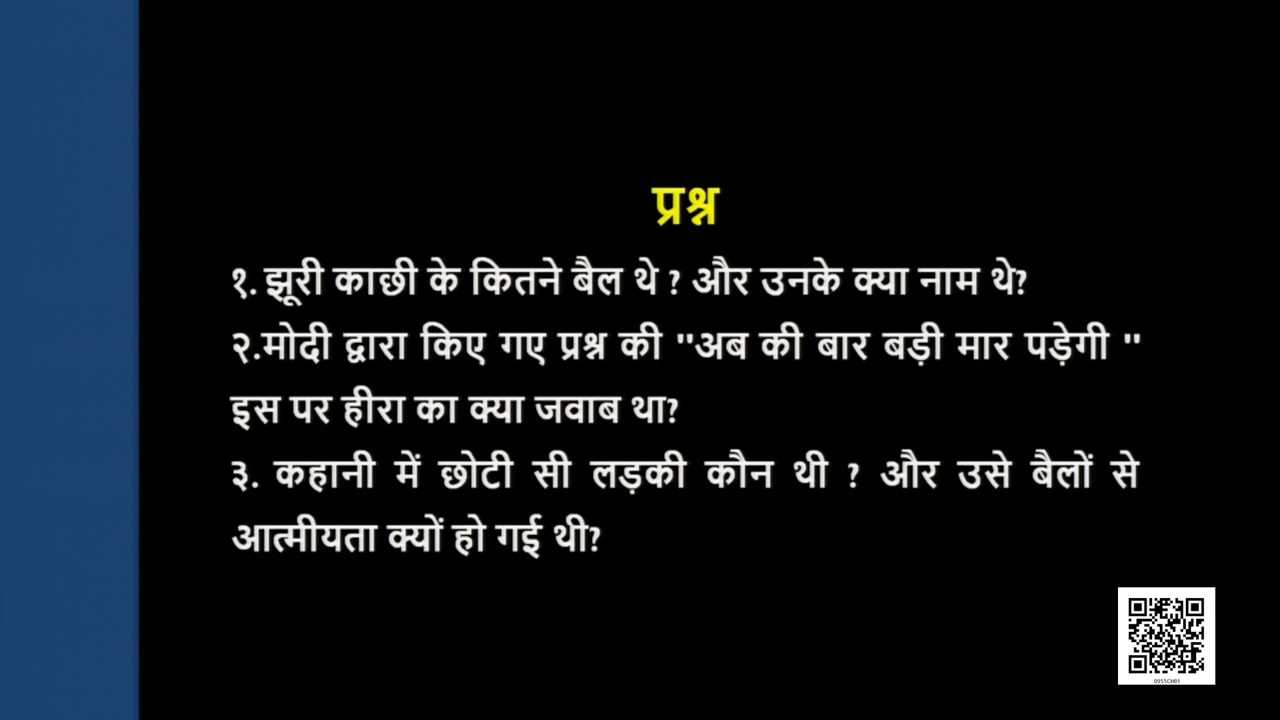 प्रश्न
१. झूरी काछी के कितने बैल थे ? और उनके क्या नाम थे?
२.मोदी द्वारा किए गए प्रश्न की "अब की बार बड़ी मार पड़ेगी "
इस पर हीरा का क्या जवाब था?
३. कहानी में छोटी सी लड़की कौन थी ? और उसे बैलों से
आत्मीयता क्यों हो गई थी?
0955CH01